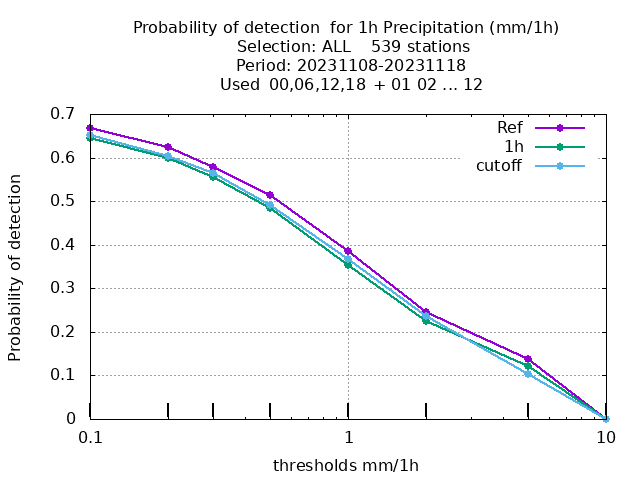 Probability of detection  for 1h Precipitation (mm/1h)
Selection: ALL    539 stations
Period: 20231108-20231118
Used  00,06,12,18  + 01 02 ... 12
Ref
1h
cutoff
Probability of detection
0.7
0.6
0.5
0.4
0.3
0.2
0.1
0
0.1 1 10
thresholds mm/1h